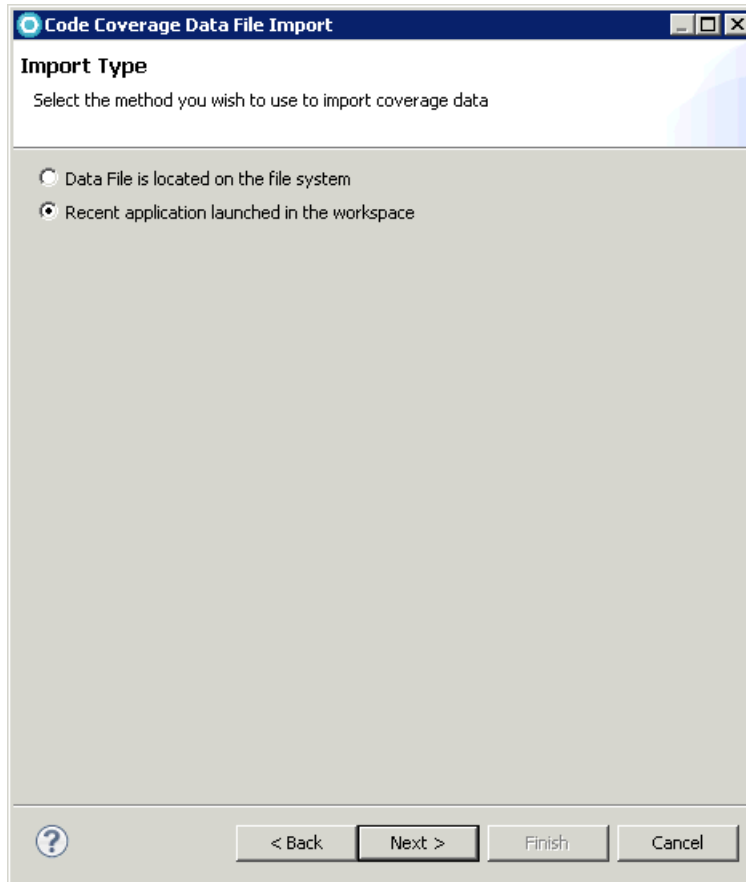 Code Coverage Data File Import
Import Type
Select the method you wish to use to import coverage data
Data File is located on the file system
Recent application launched in the workspace
?
< Back Next > Finish Cancel